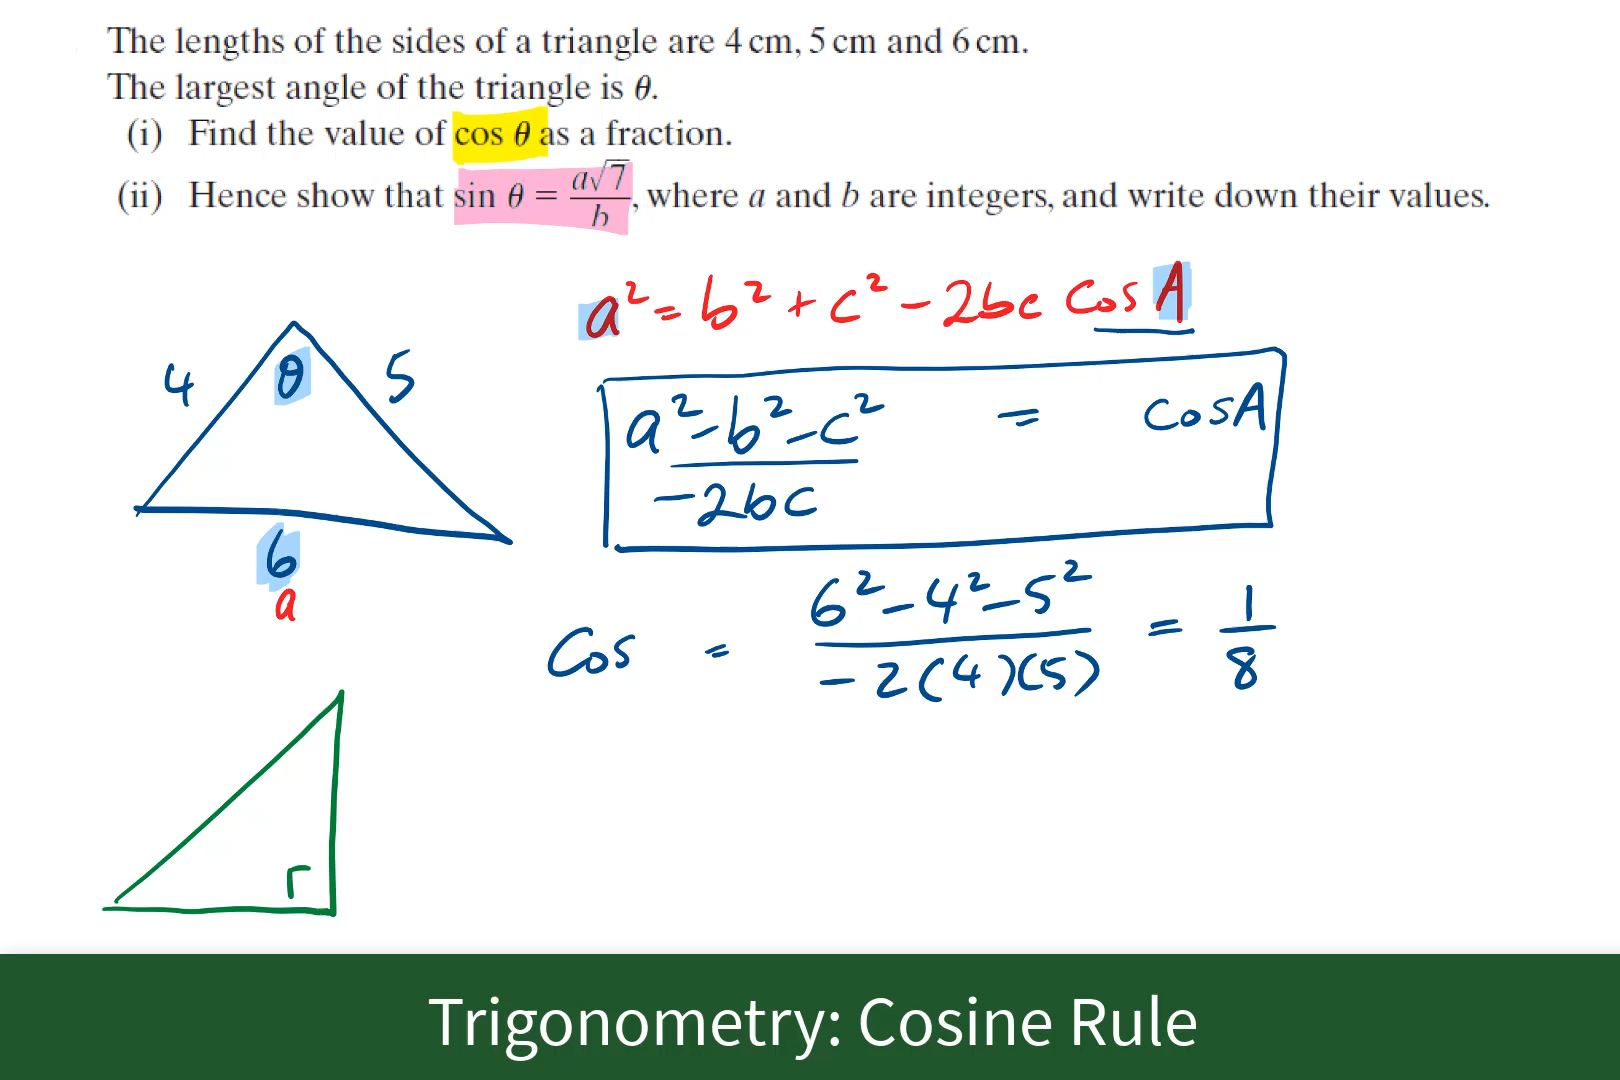 The lengths of the sides of a triangle are 4 cm, 5 cm and 6 cm.
The largest angle of the triangle is θ.
(i) Find the value of cos θ as a fraction.
(ii) Hence show that sin θ = a√7/b, where a and b are integers, and write down their values.
a² = b² + c² - 2bc cos A
4 θ 5
a² - b² - c² / -2bc = cos A
6
a
Cos = 6² - 4² - 5² / -2(4)(5) = 1/8
Trigonometry: Cosine Rule